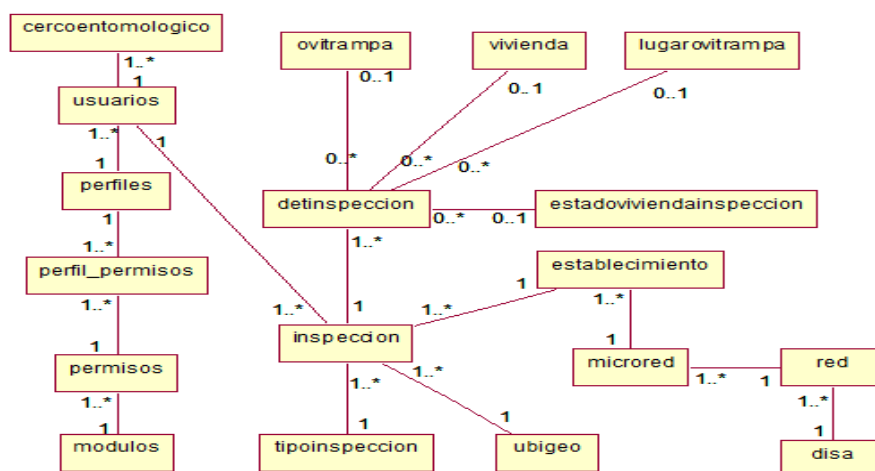 cercoentomologico
ovitrampa
vivienda
lugarovitrampa
1..*
0..1
0..1
0..1
1
usuarios
1..*
1
0..*
0..*
0..*
1
perfiles
detinspeccion
estadoviviendainspeccion
0..*
0..1
1
1..*
1..*
establecimiento
perfil_permisos
1..*
1
1..*
1..*
1..*
1
inspeccion
1
1
microred
red
permisos
1..*
1..*
1..*
1
1..*
1..*
1
1
1
1
modulos
tipoinspeccion
ubigeo
disa